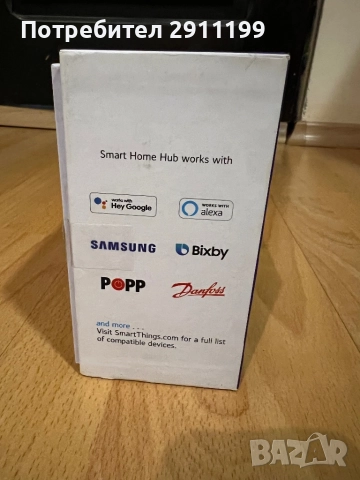 Потребител 2911199
Smart Home Hub works with
works with
Hey Google
WORKS WITH
alexa
SAMSUNG
Bixby
POPP
Danfoss
and more . . .
Visit SmartThings.com for a full list
of compatible devices.
BAZAR